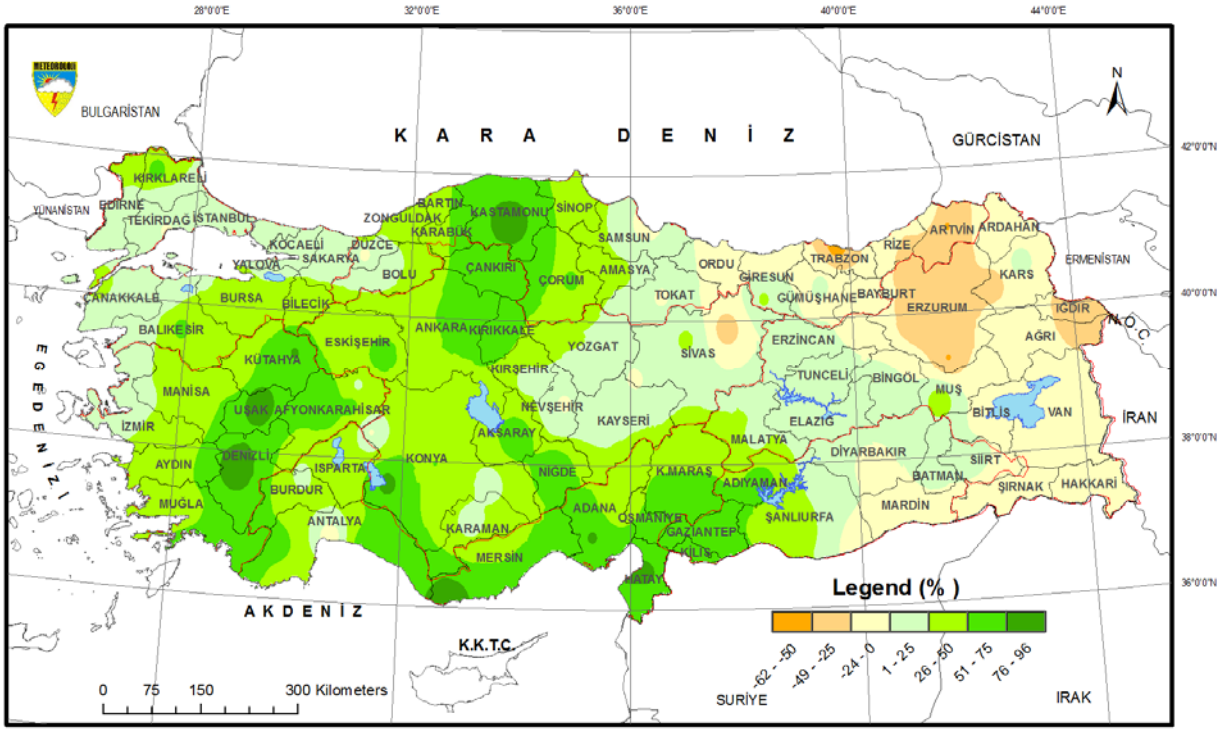 28°0'0"E 32°0'0"E 36°0'0"E 40°0'0"E 44°0'0"E
METEOROLOJİ
BULGARİSTAN
KARA DENİZ
N
GÜRCİSTAN
42°0'0"N
KIRKLARELİ
YUNANİSTAN
EDİRNE
TEKİRDAĞ
İSTANBUL
KOCAELİ
SAKARYA
YALOVA
DÜZCE
BOLU
ZONGULDAK
BARTIN
KARABÜK
KASTAMONU
SİNOP
SAMSUN
ÇANKIRI
ÇORUM
AMASYA
TOKAT
ORDU
GİRESUN
TRABZON
GÜMÜŞHANE
BAYBURT
RİZE
ARTVİN
ARDAHAN
KARS
ERMENİSTAN
ERZURUM
IĞDIR
N.Ö.C.
40°0'0"N
ÇANAKKALE
BURSA
BİLECİK
BALIKESİR
ESKİŞEHİR
KÜTAHYA
ANKARA
KIRIKKALE
YOZGAT
SİVAS
ERZİNCAN
AĞRI
TUNCELİ
BİNGÖL
MUŞ
BİTLİS
VAN
İRAN
EGE DENİZİ
MANİSA
İZMİR
UŞAK
AFYONKARAHİSAR
KIRŞEHİR
NEVŞEHİR
KAYSERİ
AKSARAY
ELAZIĞ
MALATYA
DİYARBAKIR
BATMAN
SİİRT
ŞIRNAK
HAKKARİ
MARDİN
38°0'0"N
AYDIN
DENİZLİ
MUĞLA
BURDUR
ISPARTA
ANTALYA
KONYA
KARAMAN
NİĞDE
MERSİN
ADANA
K.MARAŞ
OSMANİYE
ADIYAMAN
ŞANLIURFA
GAZİANTEP
KİLİS
HATAY
36°0'0"N
AKDENİZ
K.K.T.C.
SURİYE
IRAK
Legend (% )
-62 - -50
-49 - -25
-24 - 0
1 - 25
26 - 50
51 - 75
76 - 96
0 75 150 300 Kilometers